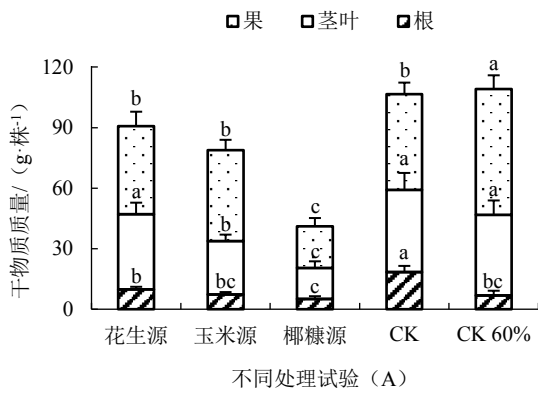 果 茎叶 根
干物质质量/（g·株-1）
120
90
60
30
0
b b c b a
a b c a a
b bc c a bc
花生源 玉米源 椰糠源 CK CK 60%
不同处理试验（A）